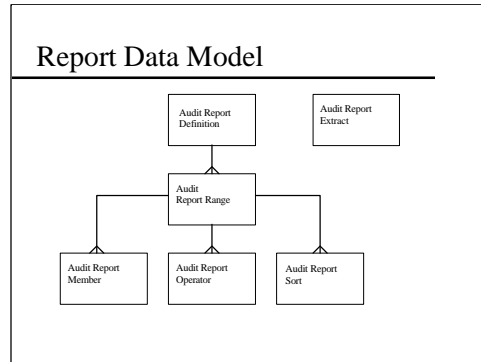 Report Data Model
Audit Report
Definition
Audit Report
Extract
Audit
Report Range
Audit Report
Member
Audit Report
Operator
Audit Report
Sort